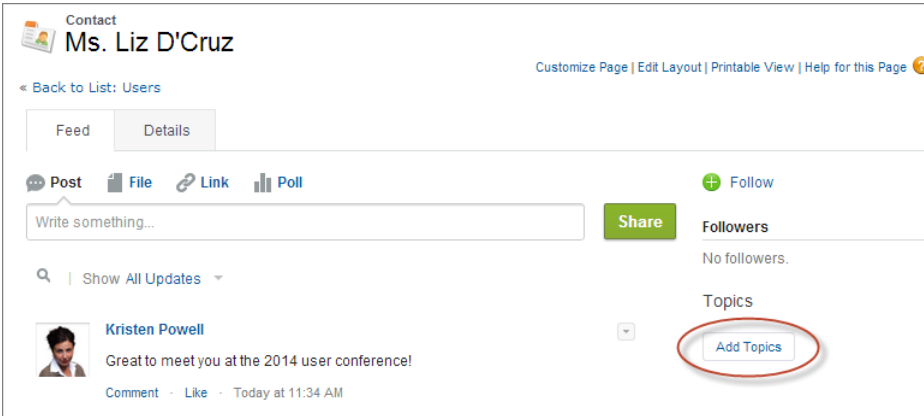 Contact
Ms. Liz D'Cruz
Customize Page | Edit Layout | Printable View | Help for this Page ?
« Back to List: Users
Feed Details
Post File Link Poll
Write something...
Share
Show All Updates
Kristen Powell
Great to meet you at the 2014 user conference!
Comment · Like · Today at 11:34 AM
Follow
Followers
No followers.
Topics
Add Topics